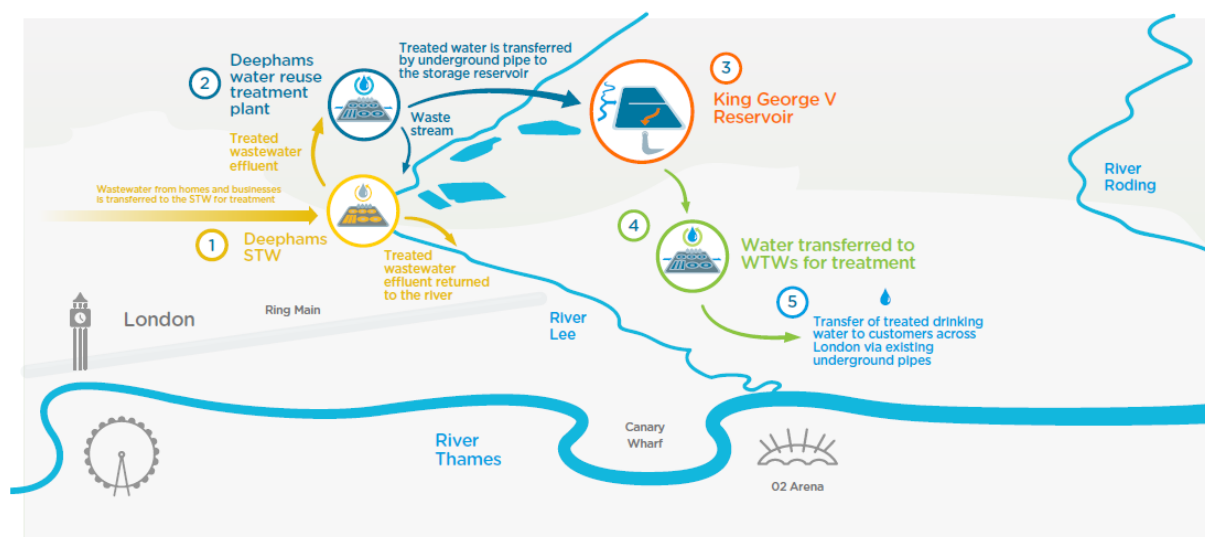 2
Deephams
water reuse
treatment
plant
Treated water is transferred
by underground pipe to
the storage reservoir
3
King George V
Reservoir
Waste
stream
Treated
wastewater
effluent
River
Roding
Wastewater from homes and businesses
is transferred to the STW for treatment
1
Deephams
STW
4
Water transferred to
WTWs for treatment
Treated
wastewater
effluent returned
to the river
5
Transfer of treated drinking
water to customers across
London via existing
underground pipes
London
Ring Main
River
Lee
River
Thames
Canary
Wharf
O2 Arena